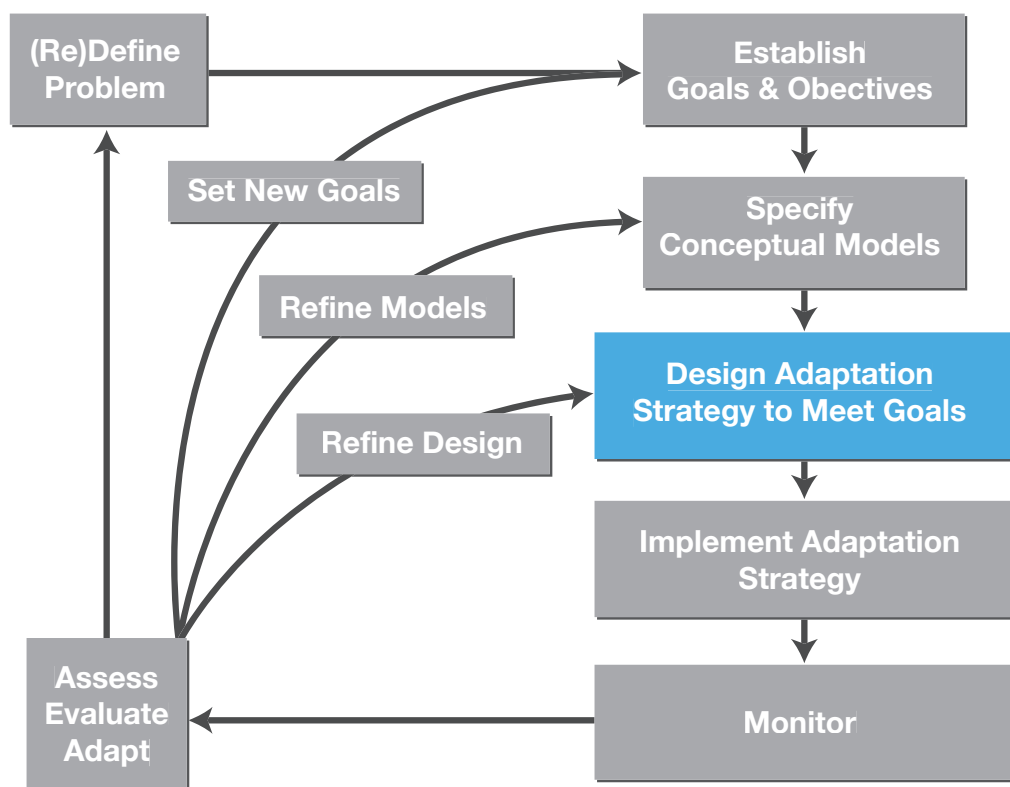 (Re)Define
Problem
Establish
Goals & Obectives
Set New Goals
Specify
Conceptual Models
Refine Models
Design Adaptation
Strategy to Meet Goals
Refine Design
Implement Adaptation
Strategy
Assess
Evaluate
Adapt
Monitor